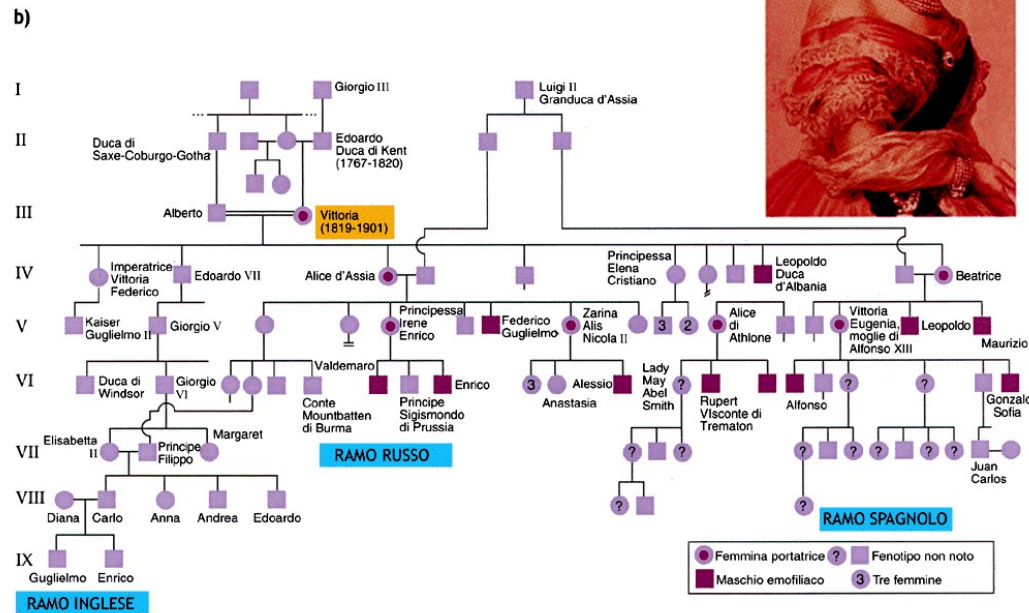 b)
I
Giorgio III
Luigi II
Granduca d'Assia
II
Duca di
Saxe-Coburgo-Gotha
Edoardo
Duca di Kent
(1767-1820)
III
Alberto
Vittoria
(1819-1901)
IV
Imperatrice
Vittoria
Federico
Edoardo VII
Alice d'Assia
Principessa
Elena
Cristiano
Leopoldo
Duca
d'Albania
Beatrice
V
Kaiser
Guglielmo II
Giorgio V
Principessa
Irene
Enrico
Federico
Guglielmo
Zarina
Alis
Nicola II
3
2
Alice
di
Athlone
Vittoria
Eugenia,
moglie di
Alfonso XIII
Leopoldo
Maurizio
VI
Duca di
Windsor
Giorgio
VI
Conte
Mountbatten
di Burma
Valdemaro
Principe
Sigismondo
di Prussia
Enrico
3
Anastasia
Alessio
Lady
May
Abel
Smith
?
Rupert
VIsconte di
Trematon
Alfonso
?
?
Gonzalo
Sofia
VII
Elisabetta
II
Principe
Filippo
Margaret
RAMO RUSSO
?
?
?
?
?
?
?
?
Juan
Carlos
VIII
Diana
Carlo
Anna
Andrea
Edoardo
?
?
RAMO SPAGNOLO
IX
Guglielmo
Enrico
RAMO INGLESE
Femmina portatrice
?
Fenotipo non noto
Maschio emofiliaco
3
Tre femmine